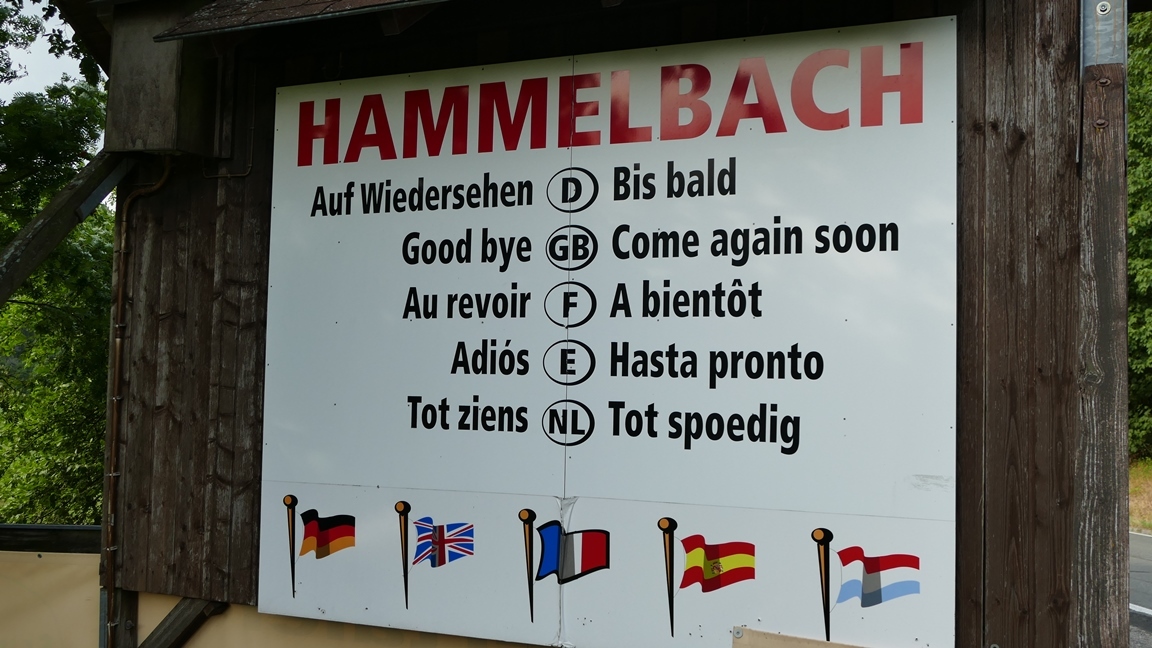 HAMMELBACH
Auf Wiedersehen D Bis bald
Good bye GB Come again soon
Au revoir F A bientôt
Adiós E Hasta pronto
Tot ziens NL Tot spoedig